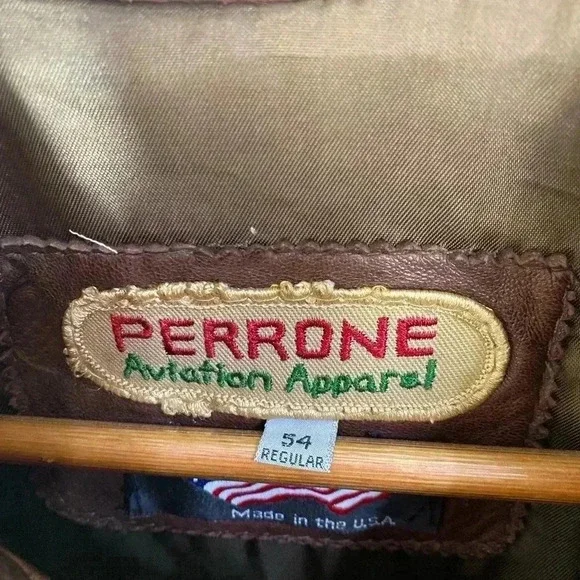 PERRONE
Aviation Apparel
54
REGULAR
Made in the U.S.A.